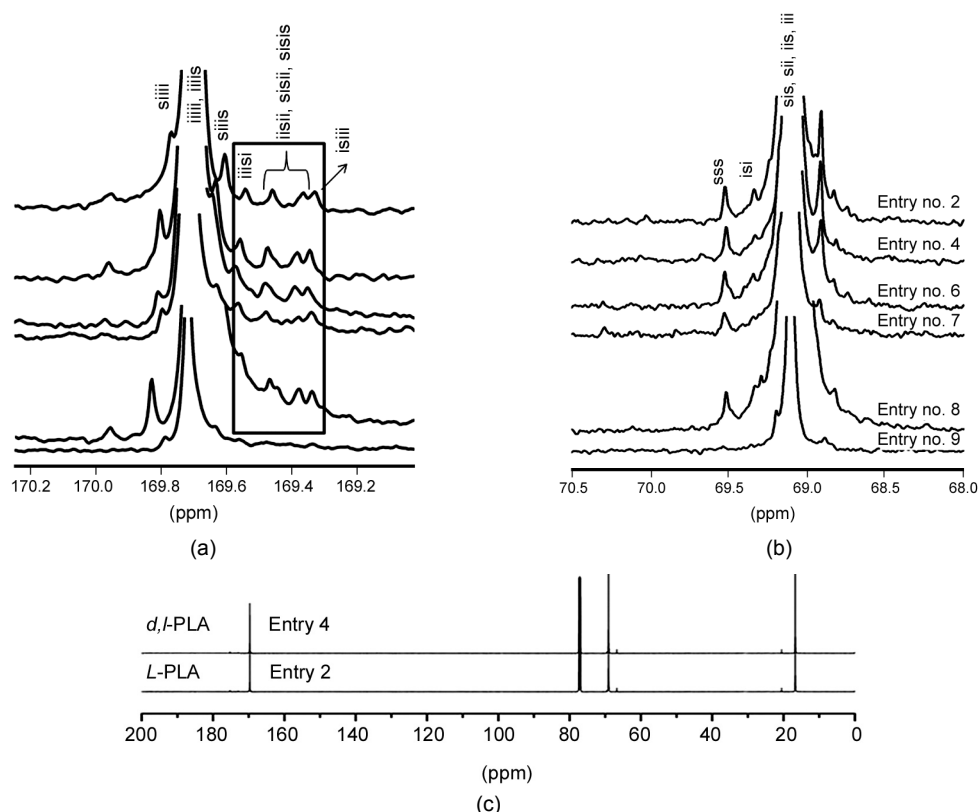 siiii
iiiii, iiiis
siiis
iiisi
iisii, sisii, sisis
isiii
170.2 170.0 169.8 169.6 169.4 169.2
(ppm)
(a)
sss
isi
sis, sii, iis, iii
Entry no. 2
Entry no. 4
Entry no. 6
Entry no. 7
Entry no. 8
Entry no. 9
70.5 70.0 69.5 69.0 68.5 68.0
(ppm)
(b)
d,l-PLA Entry 4
L-PLA Entry 2
200 180 160 140 120 100 80 60 40 20 0
(ppm)
(c)